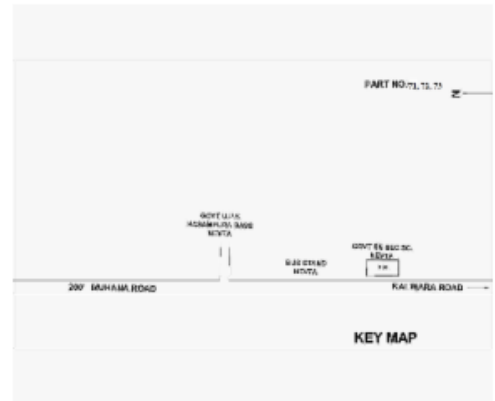 PART NO.71, 72, 73
Z
GOVT U.P.S.
NEVTA
BUS STAND
NEVTA
GOVT SR SEC SC.
NEVTA
200' MUHANA ROAD
KALWARA ROAD
KEY MAP